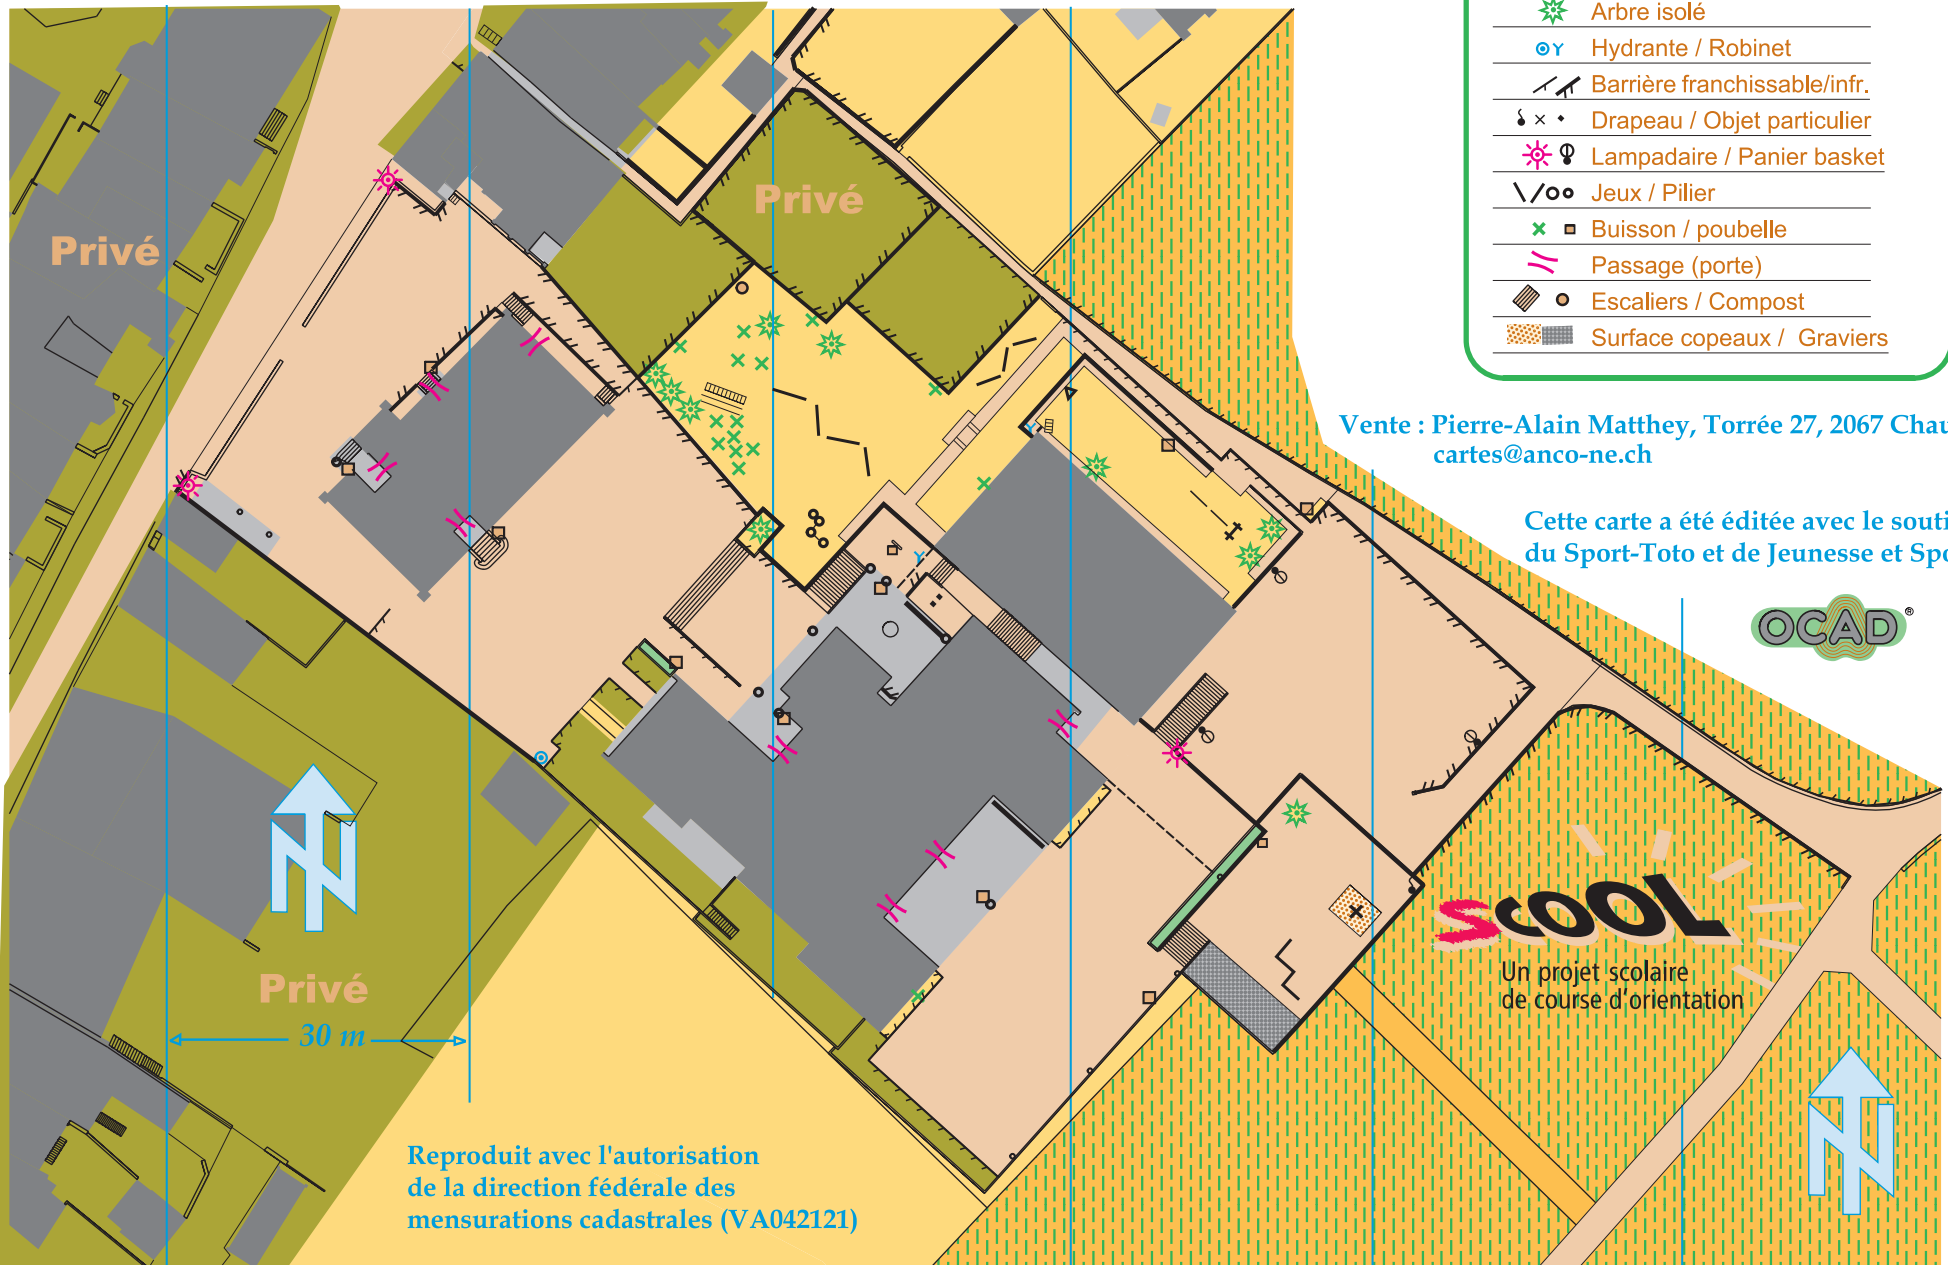 Arbre isolé
Hydrante / Robinet
Barrière franchissable/infr.
Drapeau / Objet particulier
Lampadaire / Panier basket
Jeux / Pilier
Buisson / poubelle
Passage (porte)
Escaliers / Compost
Surface copeaux / Graviers
Privé
Privé
Vente : Pierre-Alain Matthey, Torrée 27, 2067 Chau
cartes@anco-ne.ch
Cette carte a été éditée avec le souti
du Sport-Toto et de Jeunesse et Spo
OCAD®
sCOOL
Un projet scolaire
de course d'orientation
Privé
30 m
N
N
Reproduit avec l'autorisation
de la direction fédérale des
mensurations cadastrales (VA042121)